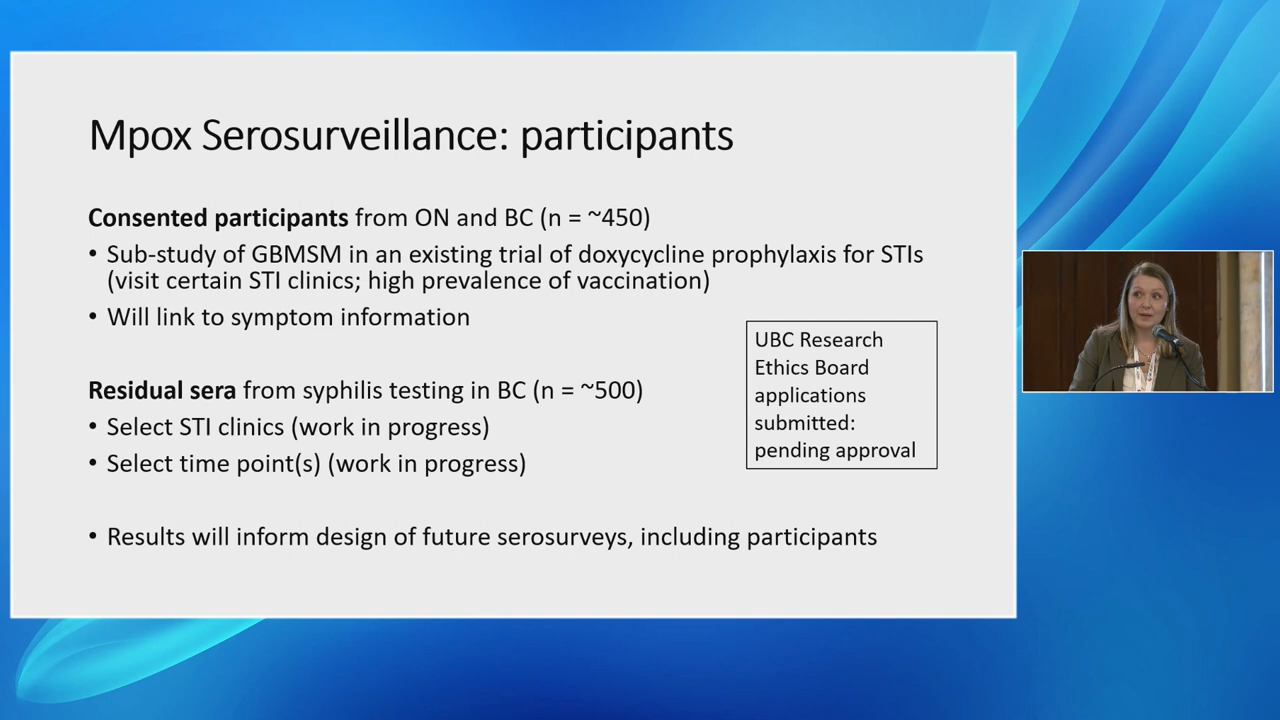 Mpox Serosurveillance: participants
Consented participants from ON and BC (n = ~450)
• Sub-study of GBMSM in an existing trial of doxycycline prophylaxis for STIs
(visit certain STI clinics; high prevalence of vaccination)
• Will link to symptom information
Residual sera from syphilis testing in BC (n = ~500)
• Select STI clinics (work in progress)
• Select time point(s) (work in progress)
• Results will inform design of future serosurveys, including participants
UBC Research
Ethics Board
applications
submitted:
pending approval